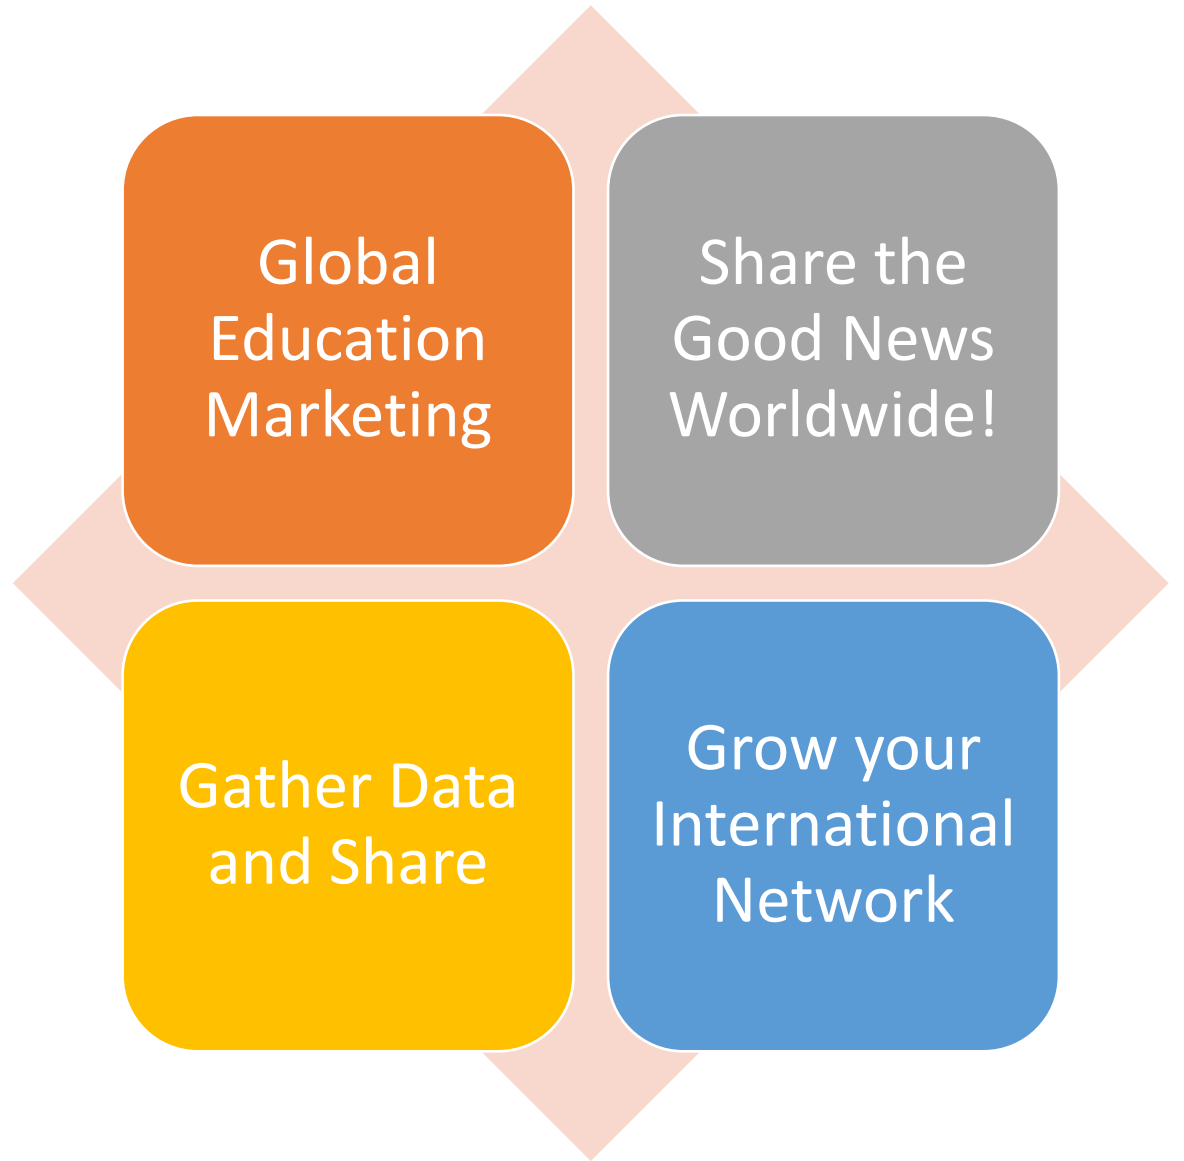 Global
Education
Marketing
Share the
Good News
Worldwide!
Gather Data
and Share
Grow your
International
Network